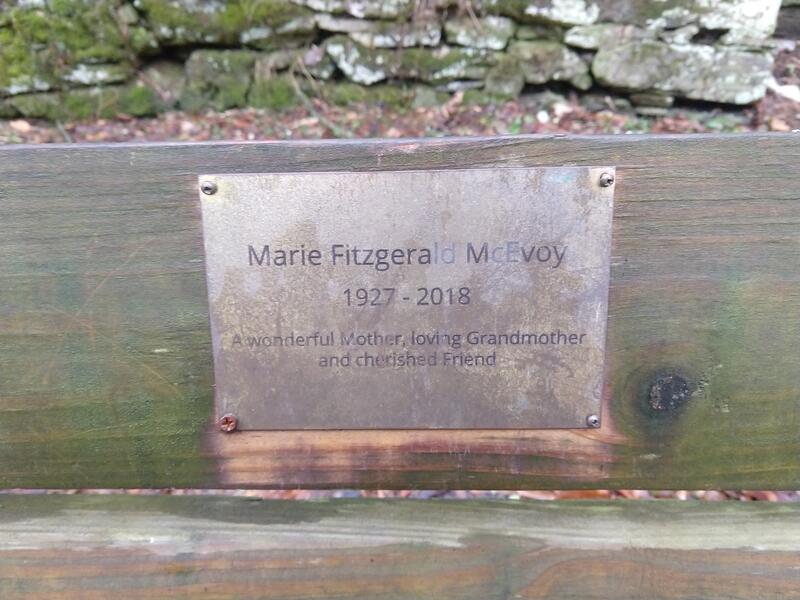 Marie Fitzgerald McEvoy
1927 - 2018
A wonderful Mother, loving Grandmother
and cherished Friend